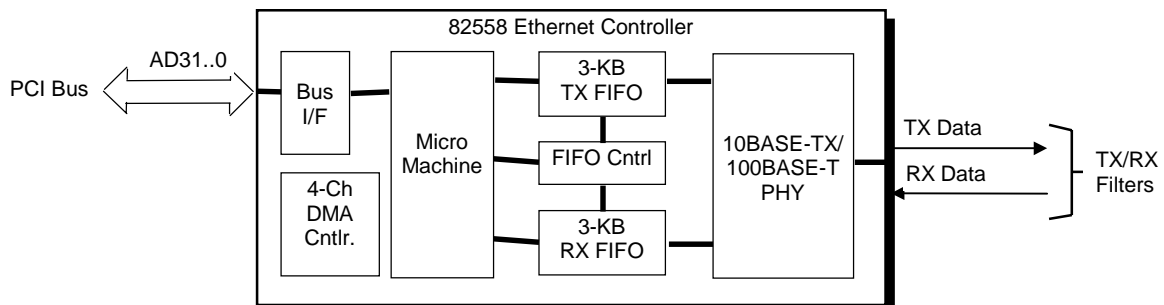 82558 Ethernet Controller
AD31..0
PCI Bus
Bus
I/F
4-Ch
DMA
Cntlr.
Micro
Machine
3-KB
TX FIFO
FIFO Cntrl
3-KB
RX FIFO
10BASE-TX/
100BASE-T
PHY
TX Data
RX Data
TX/RX
Filters